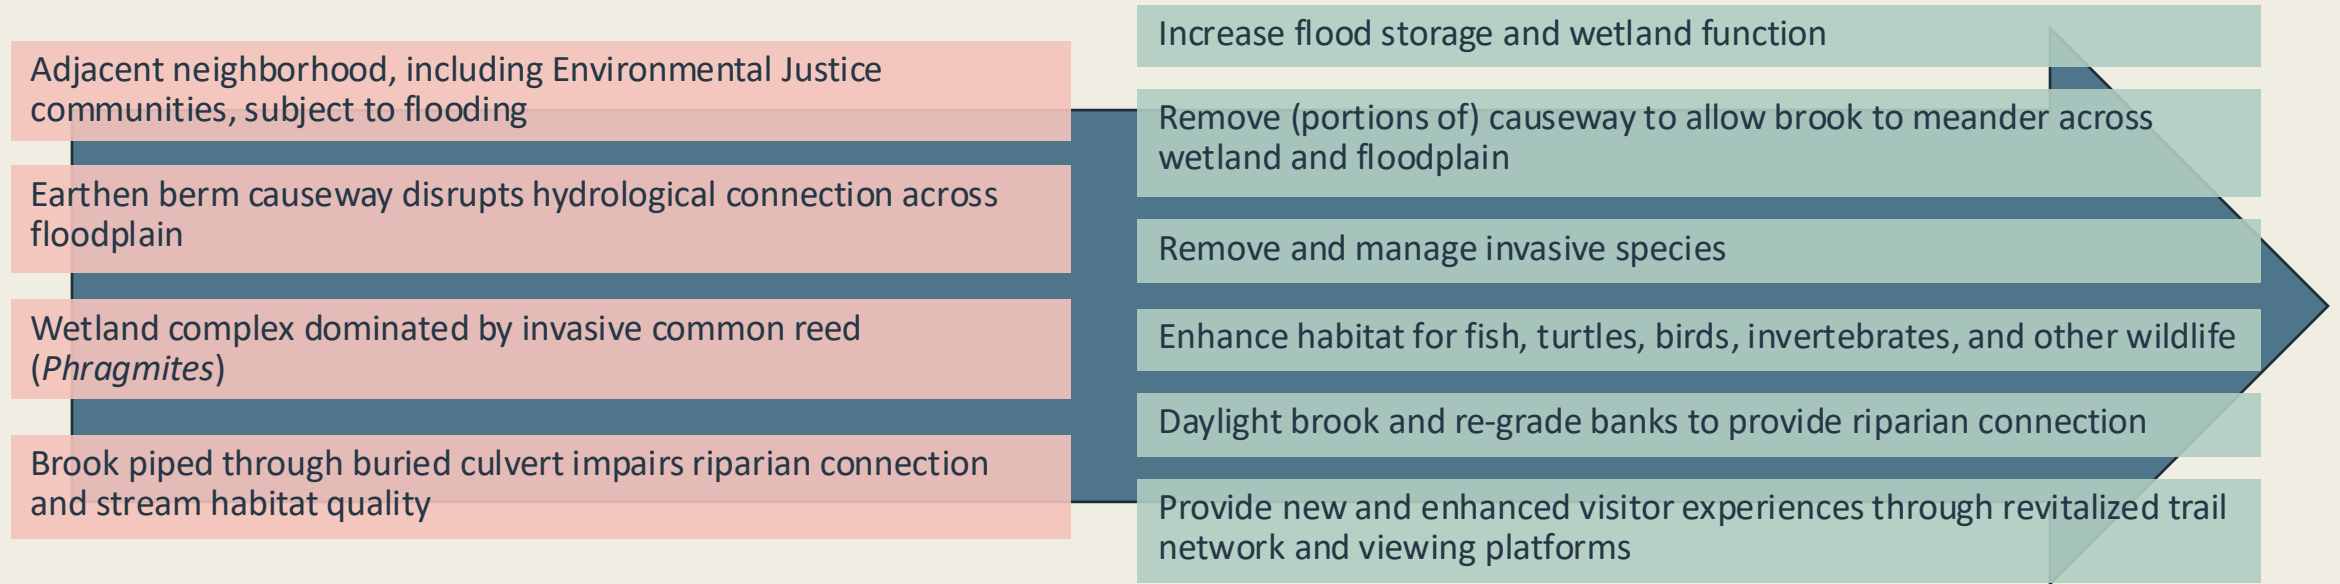 Adjacent neighborhood, including Environmental Justice
communities, subject to flooding
Earthen berm causeway disrupts hydrological connection across
floodplain
Wetland complex dominated by invasive common reed
(Phragmites)
Brook piped through buried culvert impairs riparian connection
and stream habitat quality
Increase flood storage and wetland function
Remove (portions of) causeway to allow brook to meander across
wetland and floodplain
Remove and manage invasive species
Enhance habitat for fish, turtles, birds, invertebrates, and other wildlife
Daylight brook and re-grade banks to provide riparian connection
Provide new and enhanced visitor experiences through revitalized trail
network and viewing platforms